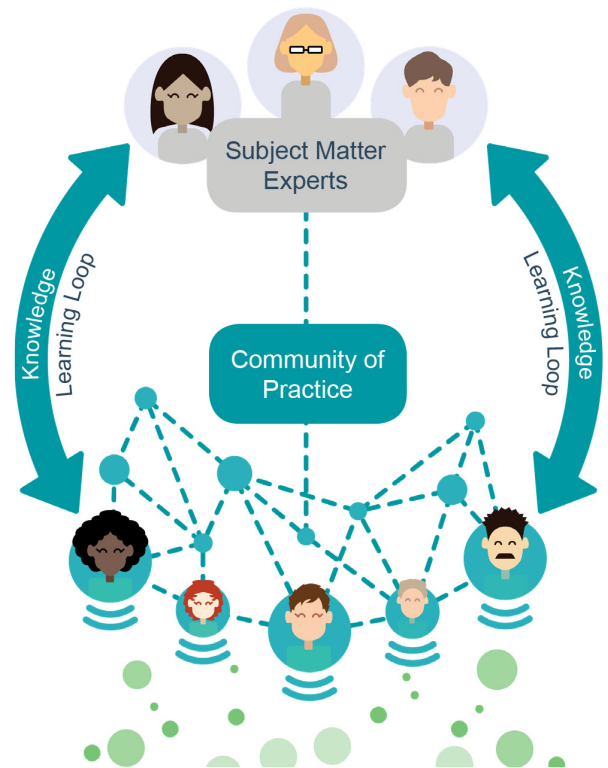 Subject Matter
Experts
Knowledge
Learning Loop
Learning Loop
Knowledge
Community of
Practice